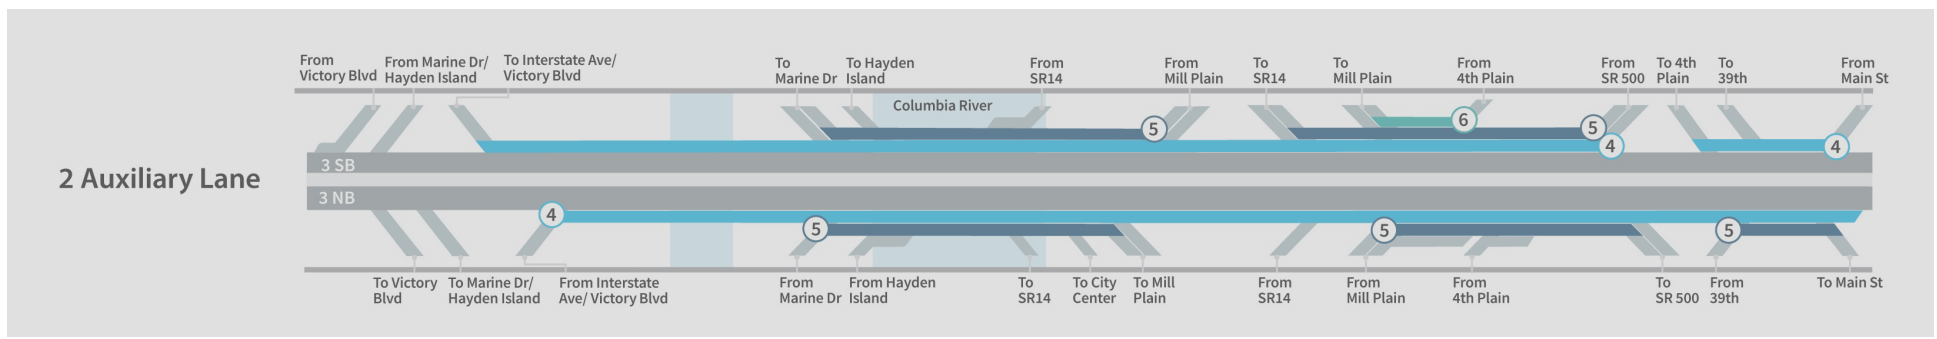 From
Victory Blvd
From Marine Dr/
Hayden Island
To Interstate Ave/
Victory Blvd
To
Marine Dr
To Hayden
Island
From
SR14
From
Mill Plain
To
SR14
To
Mill Plain
From
4th Plain
From
SR 500
To 4th
Plain
To
39th
From
Main St
Columbia River
5
6
5
4
4
3 SB
2 Auxiliary Lane
3 NB
4
5
5
5
To Victory
Blvd
To Marine Dr/
Hayden Island
From Interstate
Ave/ Victory Blvd
From
Marine Dr
From Hayden
Island
To
SR14
To City
Center
To Mill
Plain
From
SR14
From
Mill Plain
From
4th Plain
To
SR 500
From
39th
To Main St